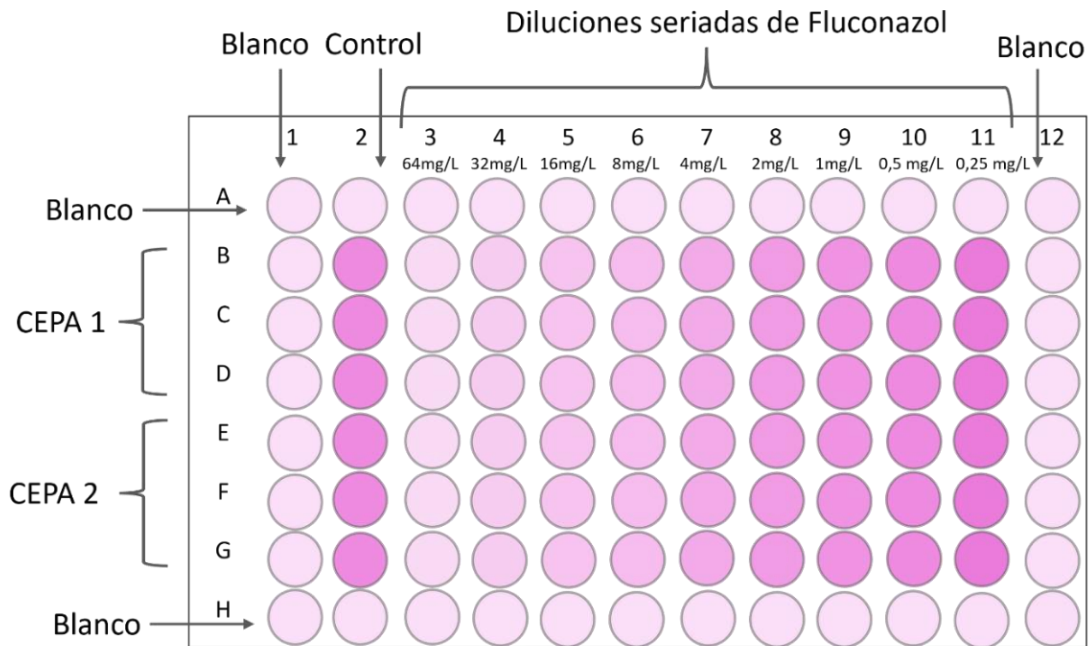 Diluciones seriadas de Fluconazol
Blanco Control
Blanco
1 2 3 4 5 6 7 8 9 10 11 12
64mg/L 32mg/L 16mg/L 8mg/L 4mg/L 2mg/L 1mg/L 0,5 mg/L 0,25 mg/L
A
Blanco
B
CEPA 1
C
D
E
CEPA 2
F
G
H
Blanco